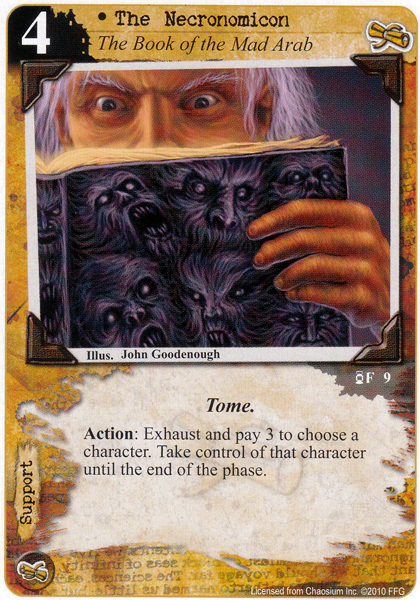 4
• The Necronomicon
The Book of the Mad Arab
Illus. John Goodenough
F 9
Tome.
Action: Exhaust and pay 3 to choose a
character. Take control of that character
until the end of the phase.
Support
Licensed from Chaosium Inc. ©2010 FFG